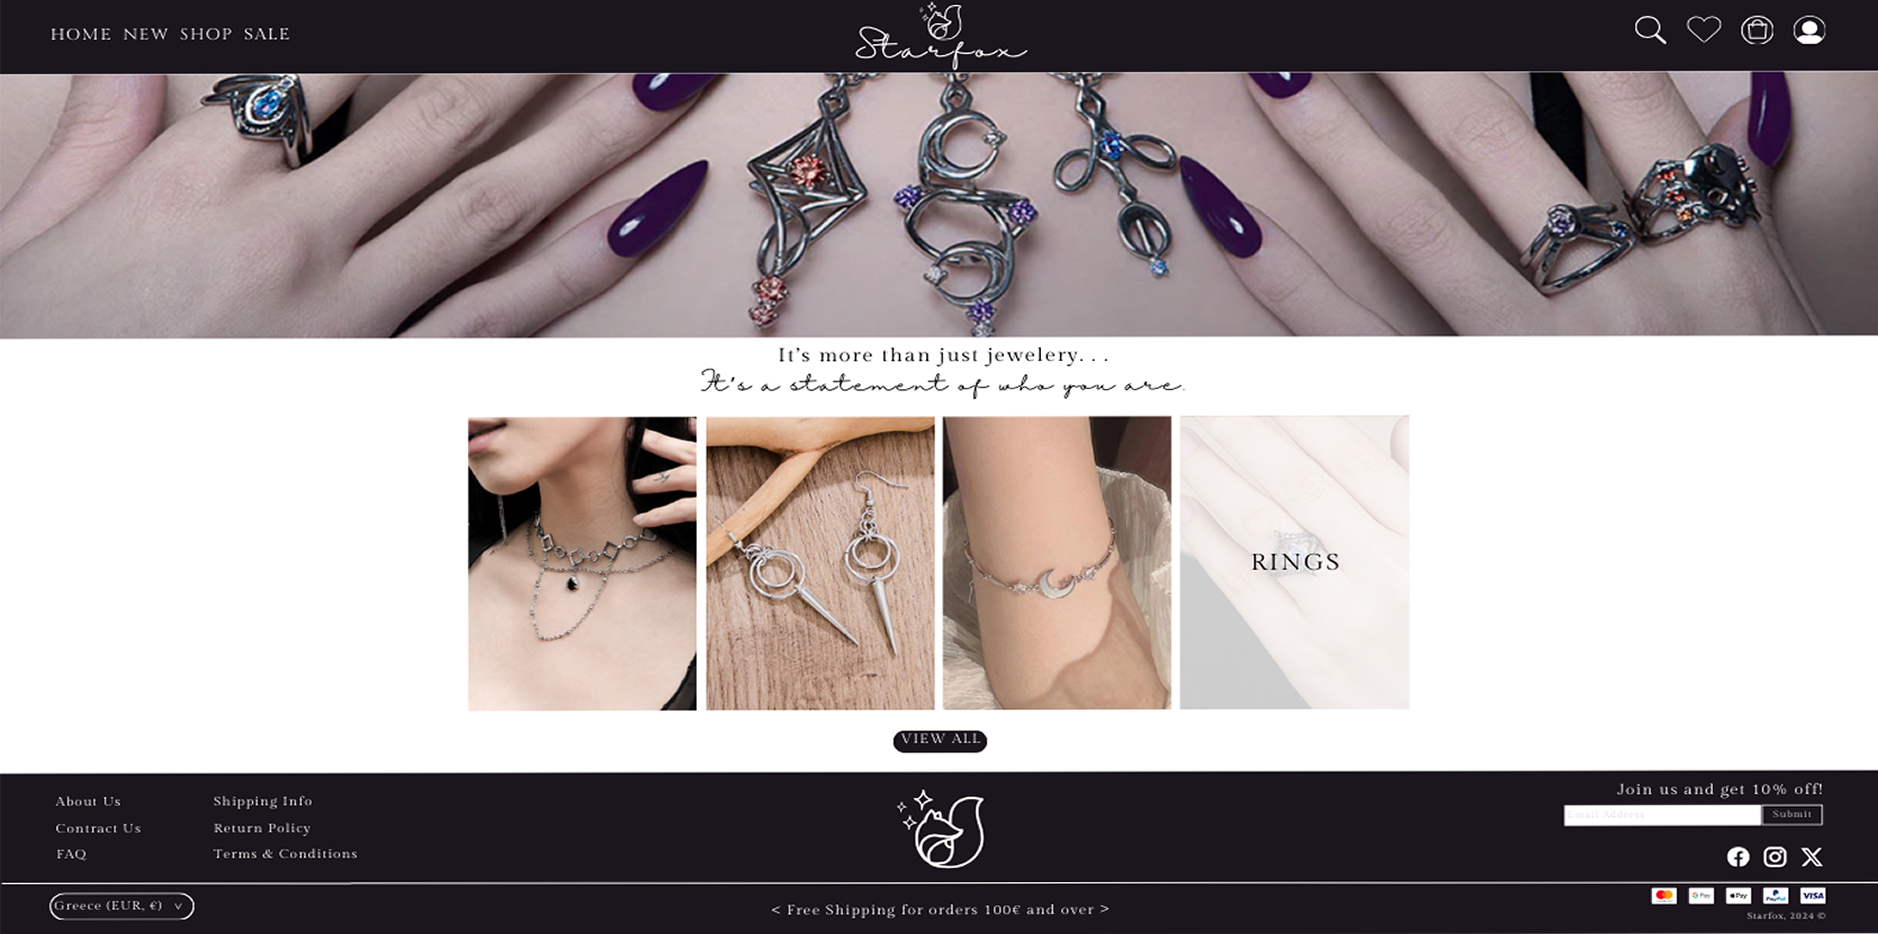 HOME NEW SHOP SALE
Starfox
It's more than just jewelery. . .
It's a statement of who you are.
RINGS
VIEW ALL
About Us
Contract Us
FAQ
Shipping Info
Return Policy
Terms & Conditions
Join us and get 10% off!
Email Address
Submit
Greece (EUR, €) v
< Free Shipping for orders 100€ and over >
G Pay
Pay
PayPal
VISA
Starfox, 2024 ©